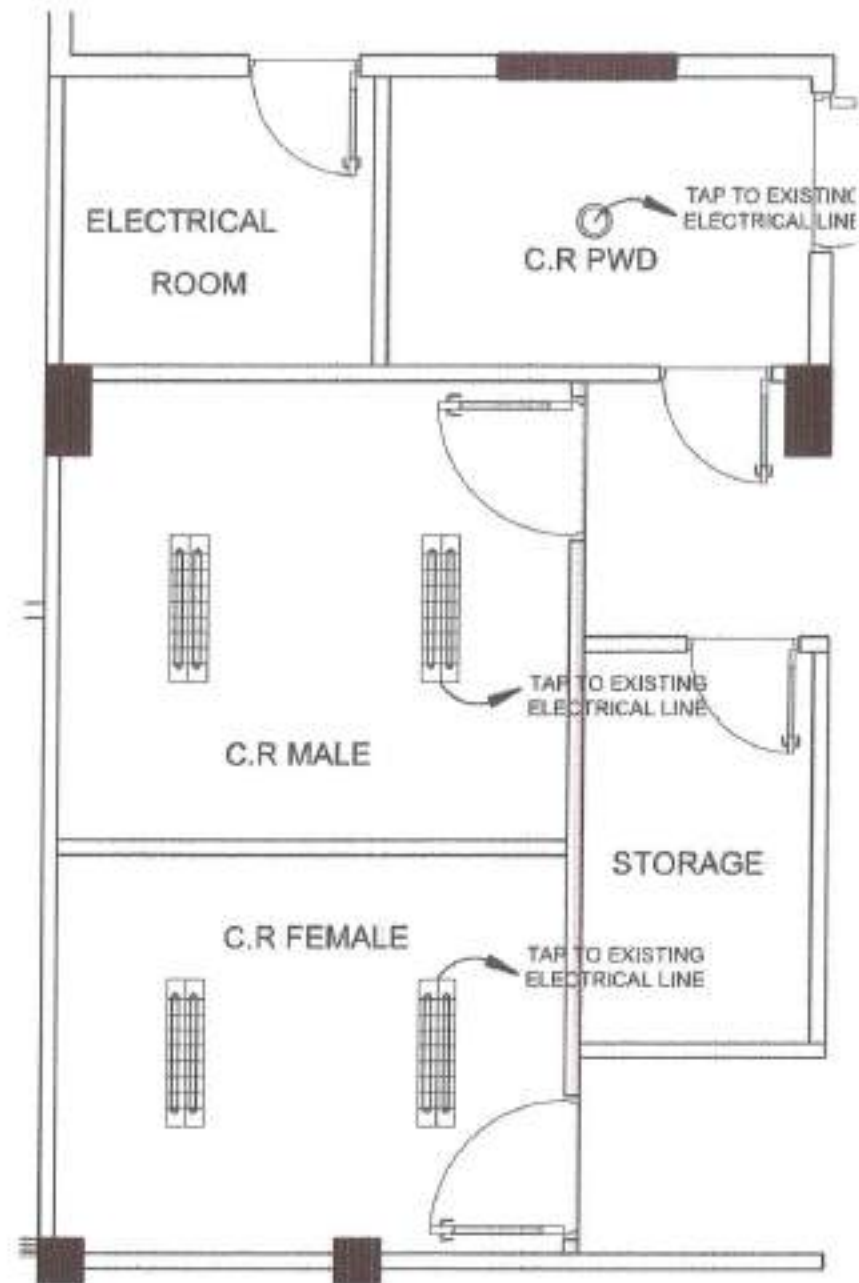 ELECTRICAL
ROOM
TAP TO EXISTING
ELECTRICAL LINE
C.R PWD
TAP TO EXISTING
ELECTRICAL LINE
C.R MALE
STORAGE
C.R FEMALE
TAP TO EXISTING
ELECTRICAL LINE